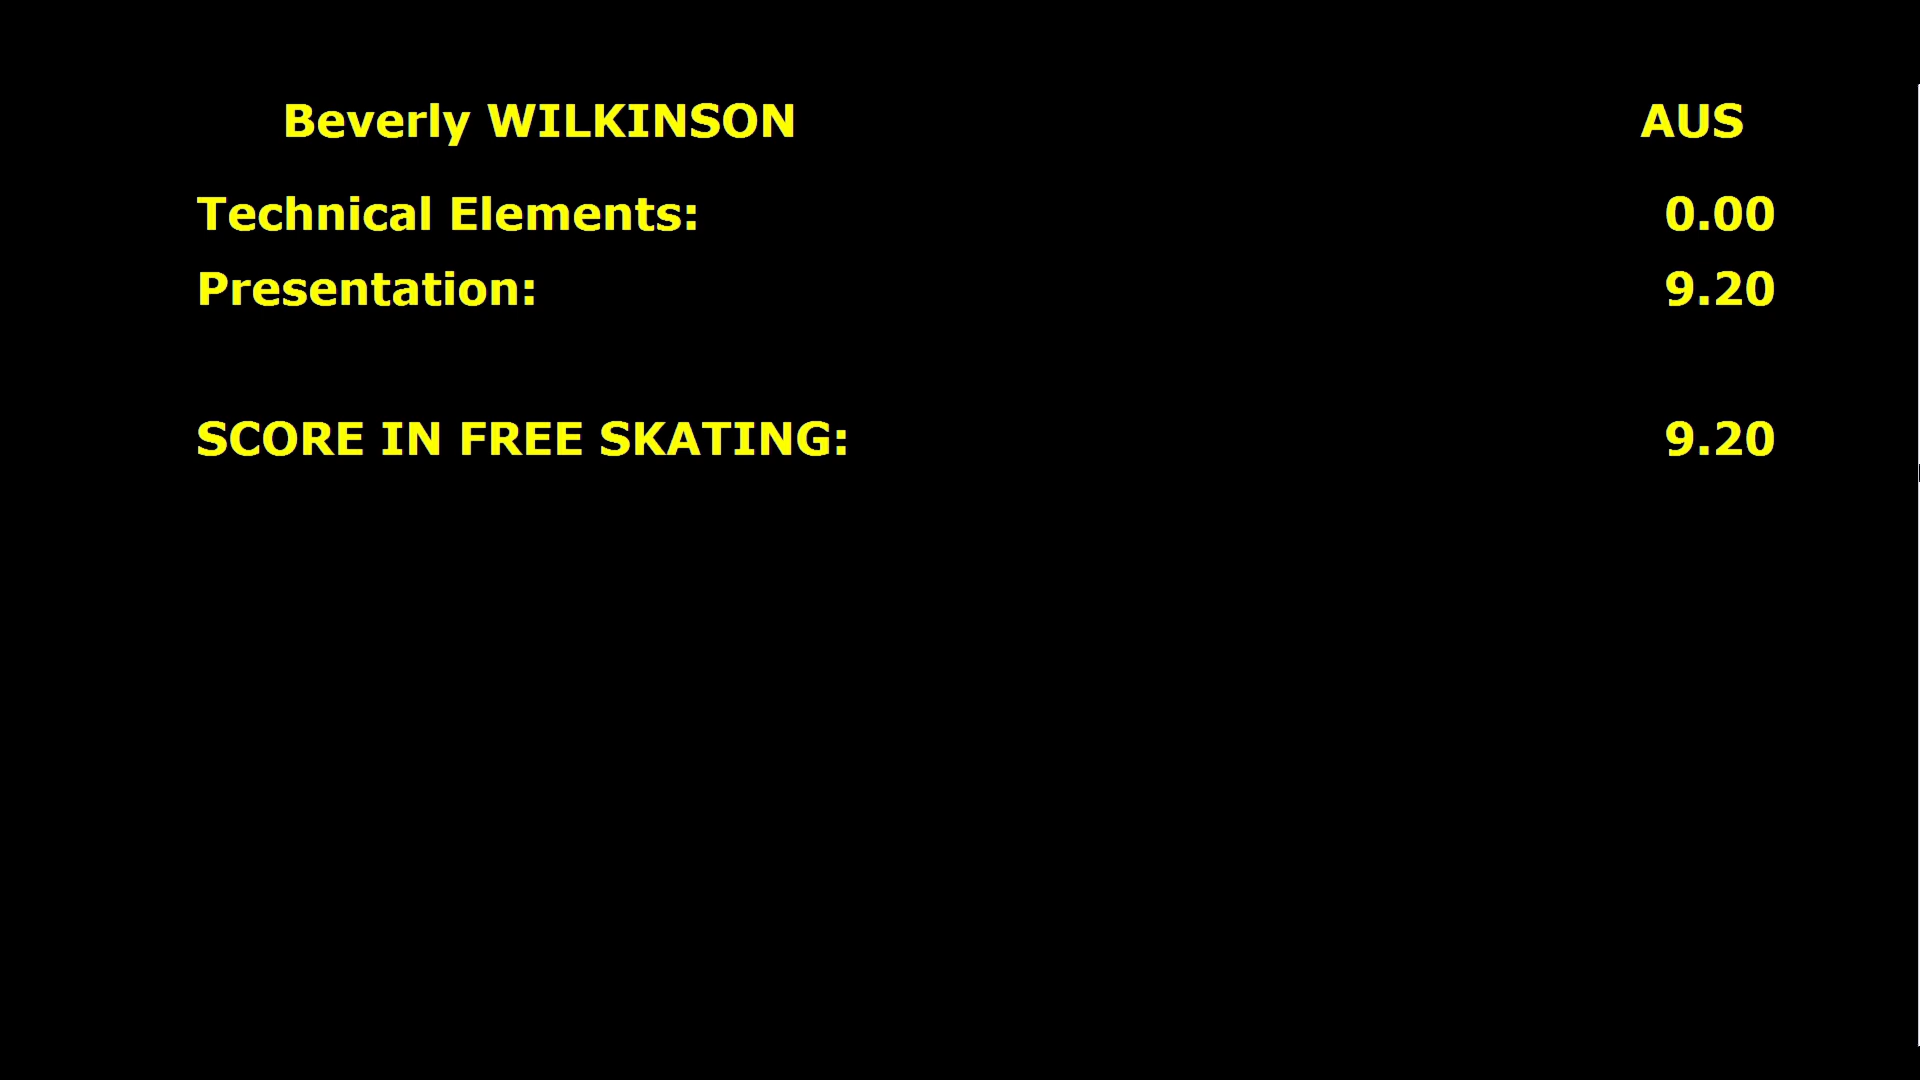 Beverly WILKINSON AUS
Technical Elements: 0.00
Presentation: 9.20
SCORE IN FREE SKATING: 9.20